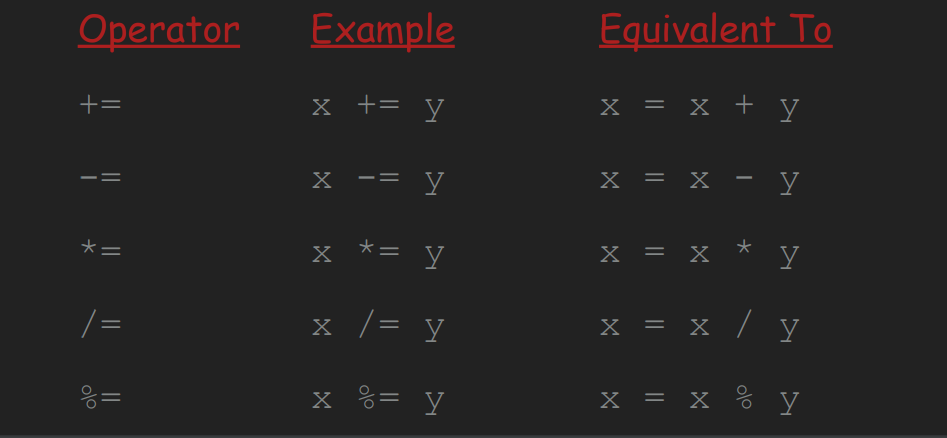 Operator Example Equivalent To
+= x += y x = x + y
-= x -= y x = x - y
*= x *= y x = x * y
/= x /= y x = x / y
%= x %= y x = x % y